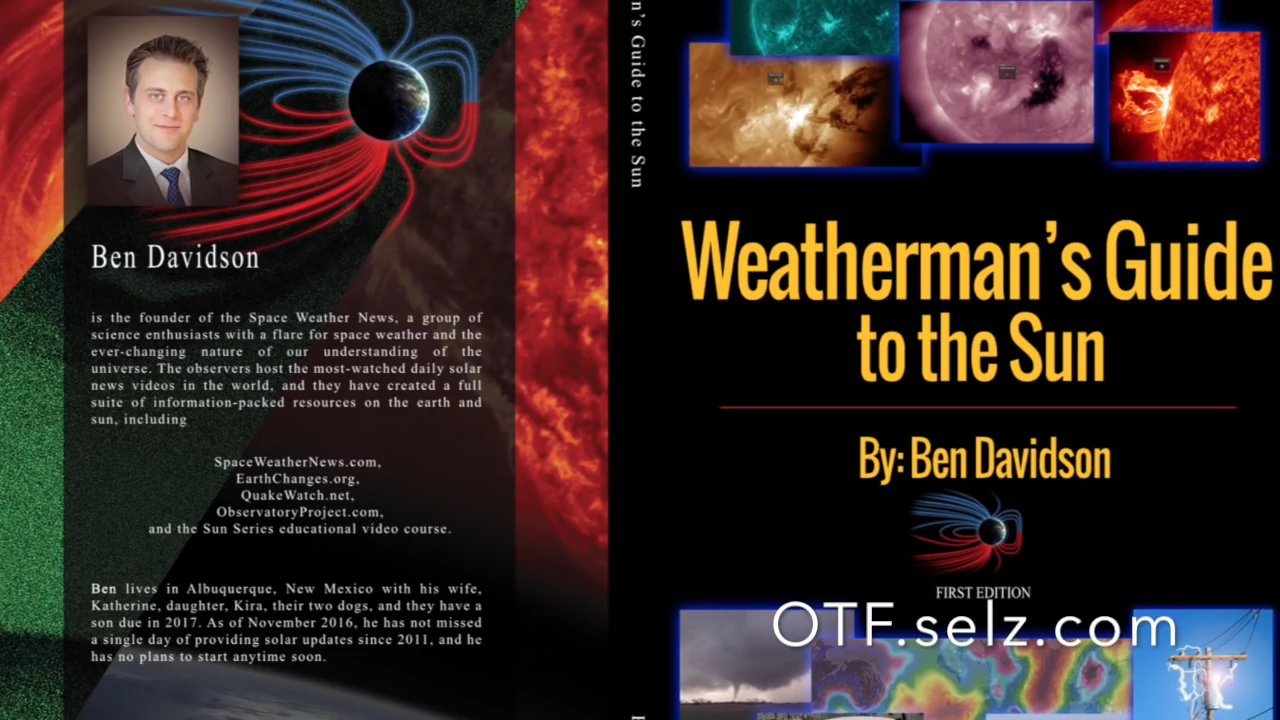 Ben Davidson
is the founder of the Space Weather News, a group of
science enthusiasts with a flare for space weather and the
ever-changing nature of our understanding of the
universe. The observers host the most-watched daily solar
news videos in the world, and they have created a full
suite of information-packed resources on the earth and
sun, including
SpaceWeatherNews.com,
EarthChanges.org,
QuakeWatch.net,
ObservatoryProject.com,
and the Sun Series educational video course.
Ben lives in Albuquerque, New Mexico with his wife,
Katherine, daughter, Kira, their two dogs, and they have a
son due in 2017. As of November 2016, he has not missed
a single day of providing solar updates since 2011, and he
has no plans to start anytime soon.
n's Guide to the Sun
Weatherman's Guide
to the Sun
By: Ben Davidson
FIRST EDITION
OTF.selz.com